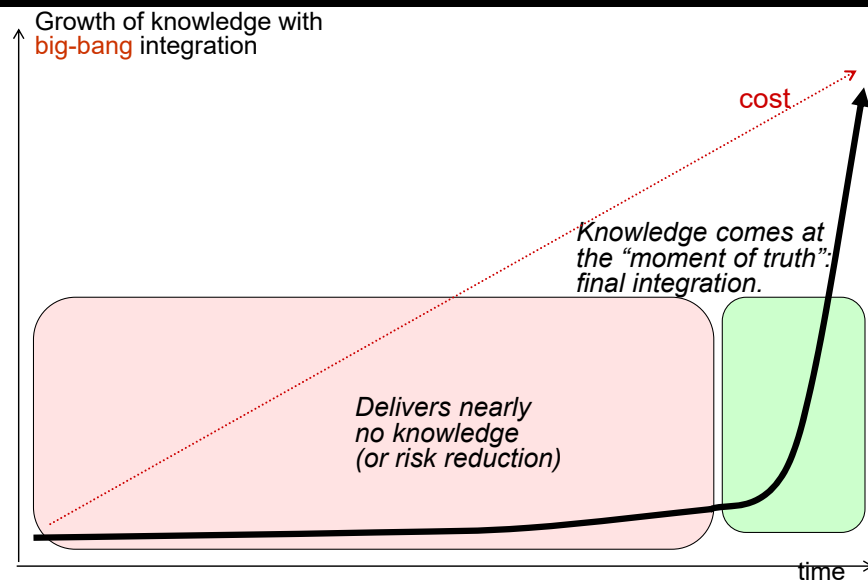 Growth of knowledge with
big-bang integration
cost
Knowledge comes at
the “moment of truth”:
final integration.
Delivers nearly
no knowledge
(or risk reduction)
time